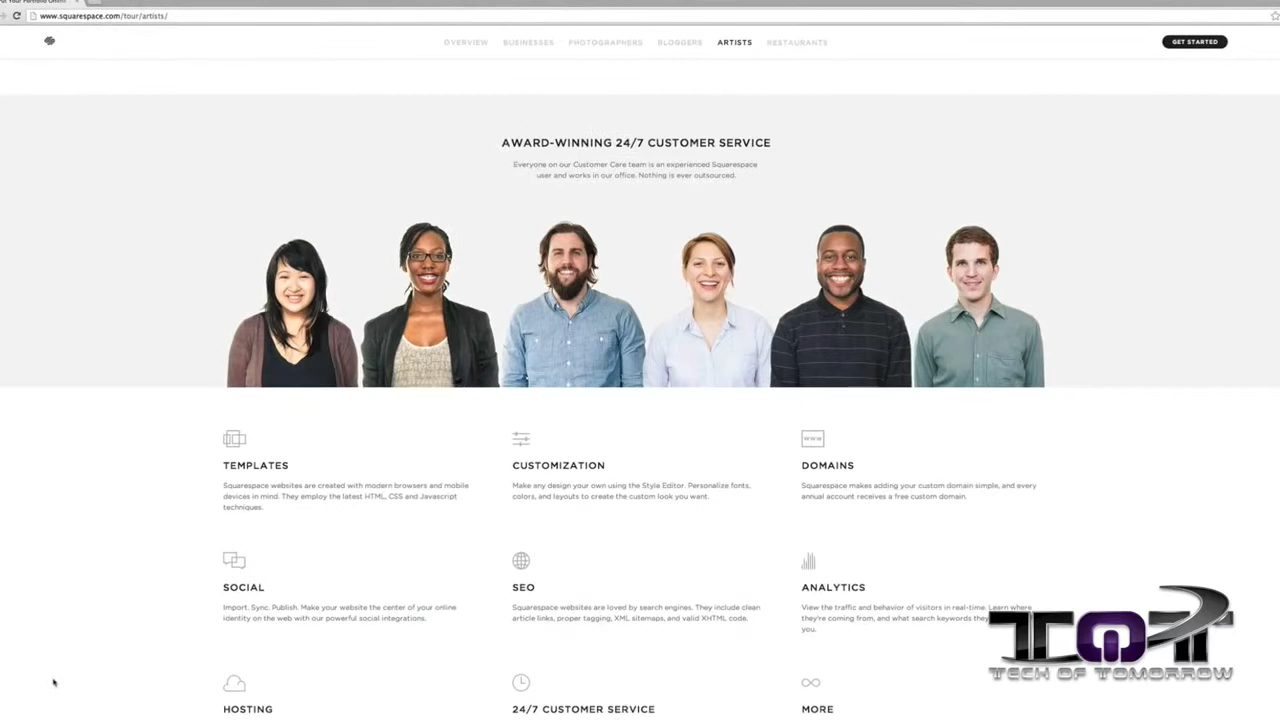 www.squarespace.com/tour/artists/
OVERVIEW BUSINESSES PHOTOGRAPHERS BLOGGERS ARTISTS RESTAURANTS
GET STARTED
AWARD-WINNING 24/7 CUSTOMER SERVICE
Everyone on our Customer Care team is an experienced Squarespace
user and works in our office. Nothing is ever outsourced.
TEMPLATES
Squarespace websites are created with modern browsers and mobile
devices in mind. They employ the latest HTML, CSS and Javascript
techniques.
CUSTOMIZATION
Make any design your own using the Style Editor. Personalize fonts,
colors, and layouts to create the custom look you want.
WWW
DOMAINS
Squarespace makes adding your custom domain simple, and every
annual account receives a free custom domain.
SOCIAL
Import. Sync. Publish. Make your website the center of your online
identity on the web with our powerful social integrations.
SEO
Squarespace websites are loved by search engines. They include clean
article links, proper tagging, XML sitemaps, and valid XHTML code.
ANALYTICS
View the traffic and behavior of visitors in real-time. Learn where
they're coming from, and what search keywords they
you.
HOSTING
24/7 CUSTOMER SERVICE
MORE
TOT
TECH OF TOMORROW